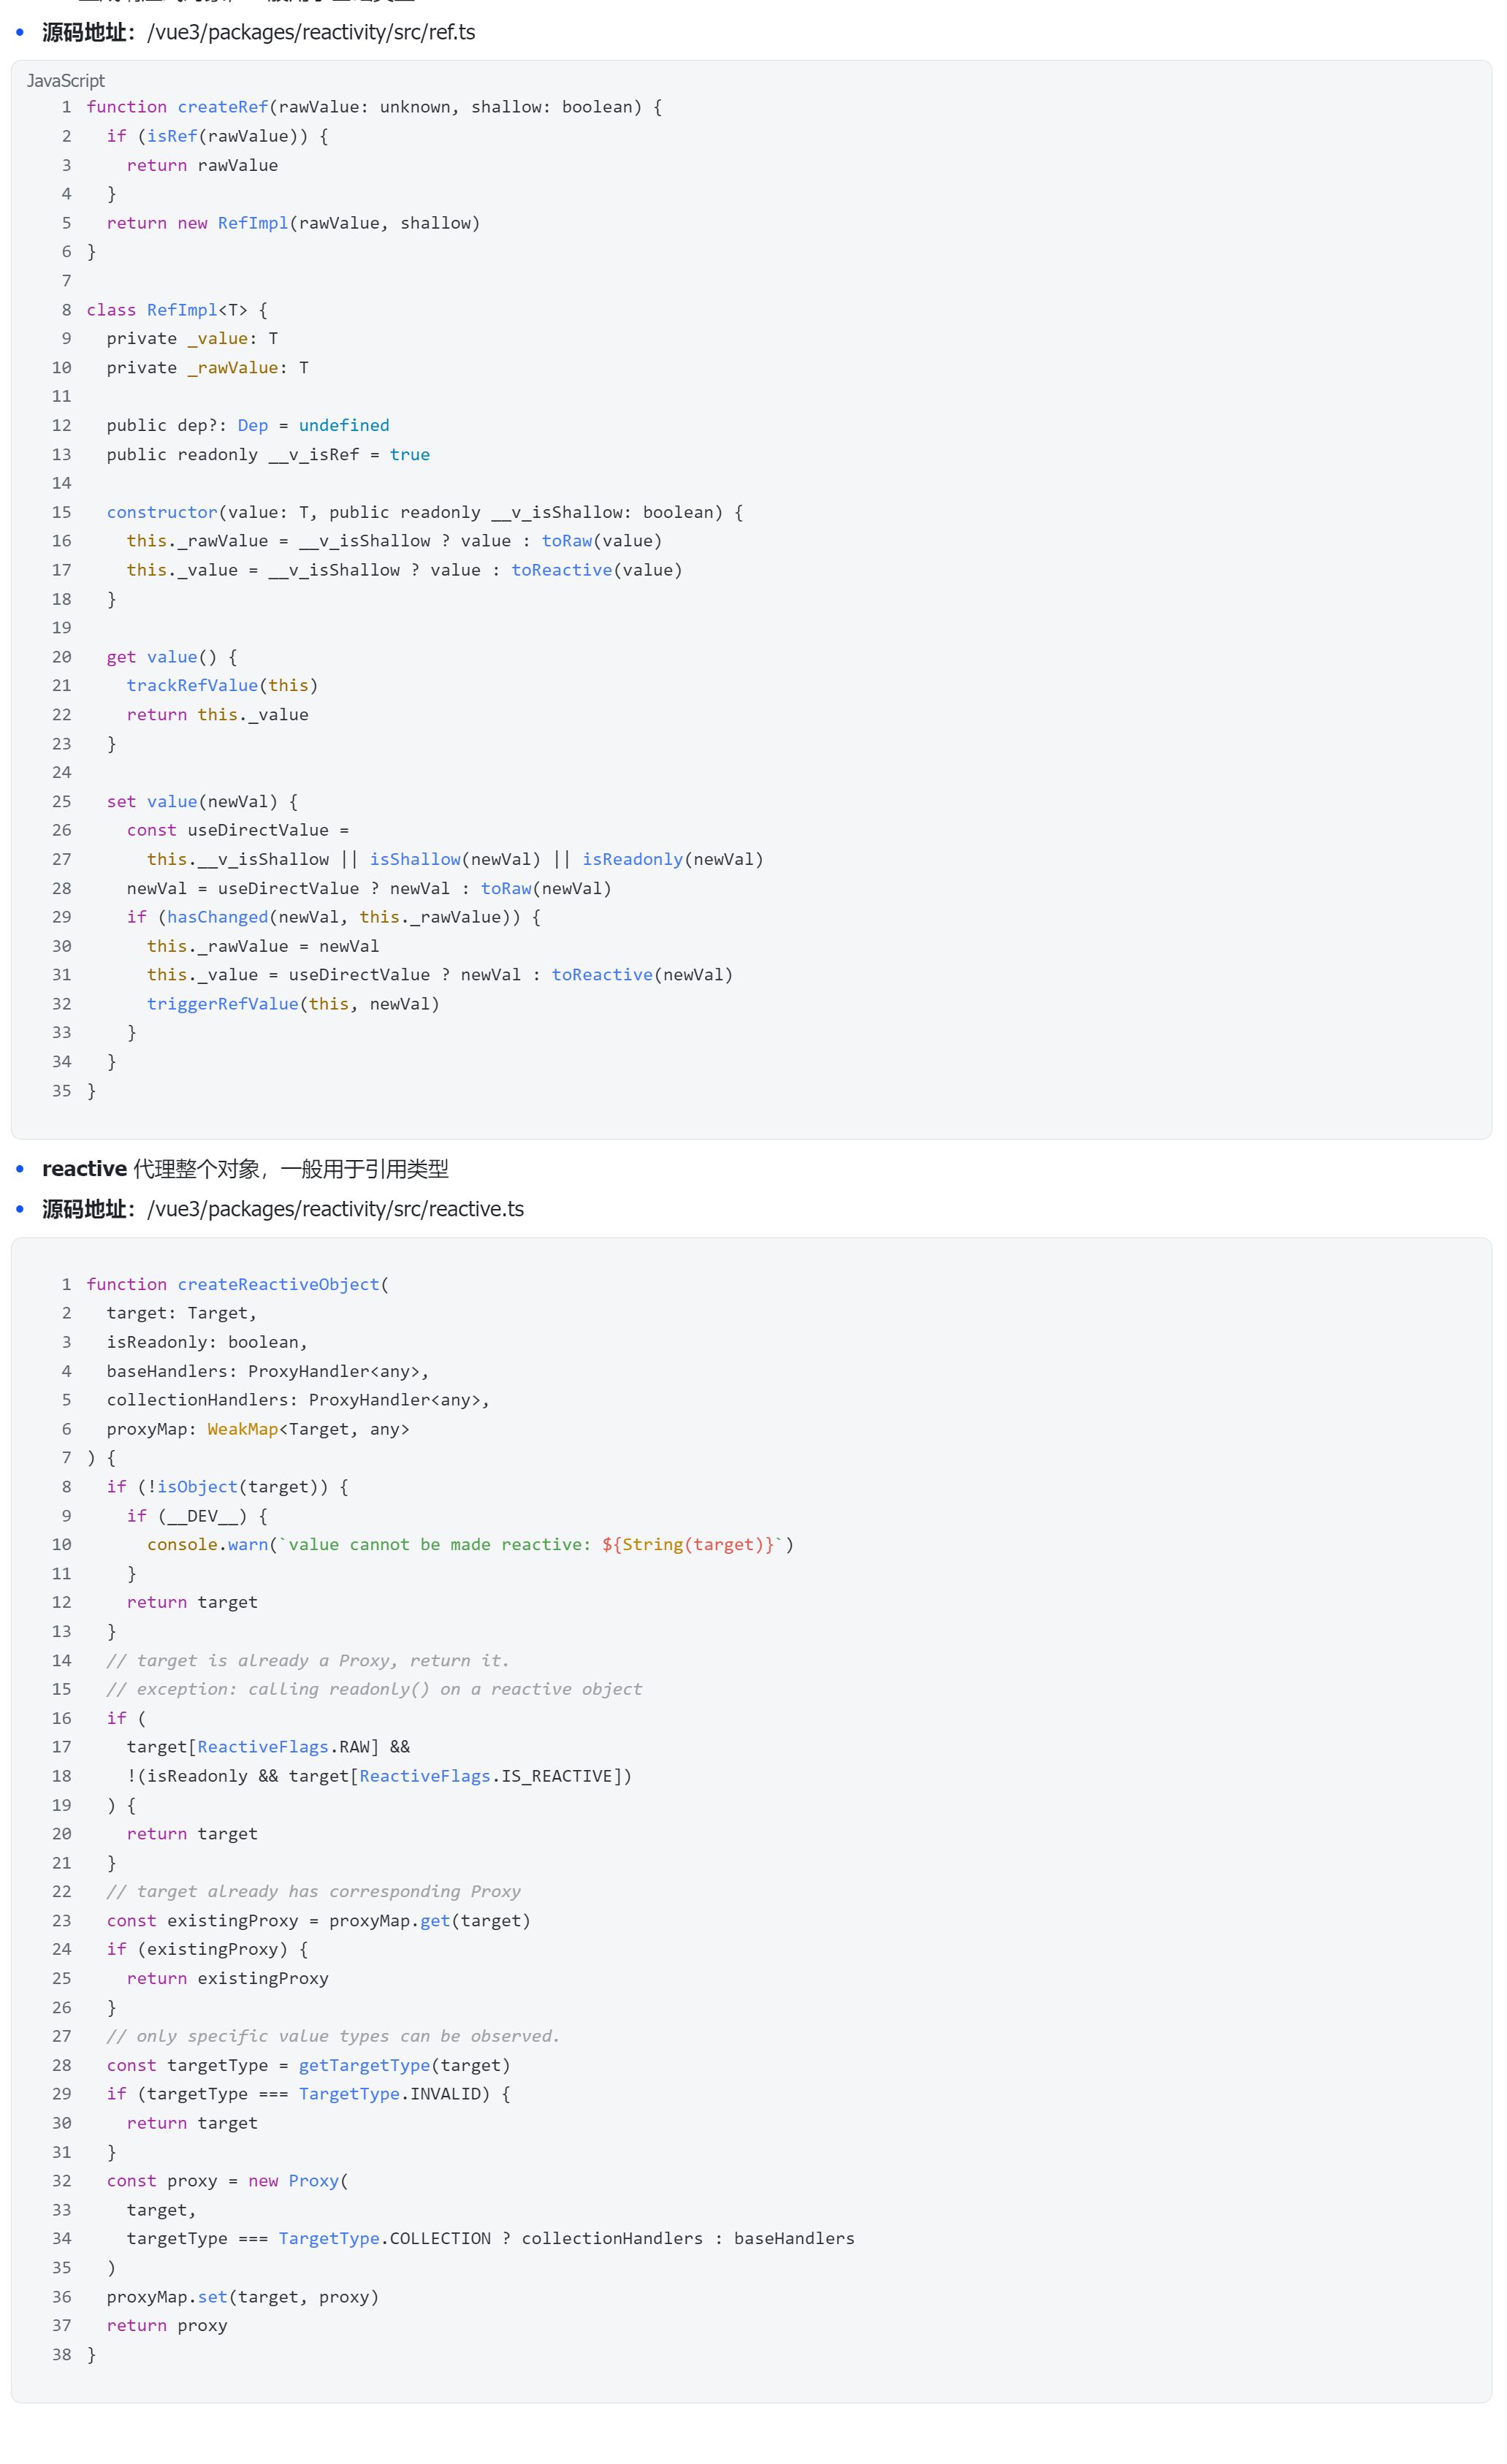 源码地址：/vue3/packages/reactivity/src/ref.ts
JavaScript
1 function createRef(rawValue: unknown, shallow: boolean) {
2   if (isRef(rawValue)) {
3     return rawValue
4   }
5   return new RefImpl(rawValue, shallow)
6 }
7
8 class RefImpl<T> {
9   private _value: T
10   private _rawValue: T
11
12   public dep?: Dep = undefined
13   public readonly __v_isRef = true
14
15   constructor(value: T, public readonly __v_isShallow: boolean) {
16     this._rawValue = __v_isShallow ? value : toRaw(value)
17     this._value = __v_isShallow ? value : toReactive(value)
18   }
19
20   get value() {
21     trackRefValue(this)
22     return this._value
23   }
24
25   set value(newVal) {
26     const useDirectValue =
27       this.__v_isShallow || isShallow(newVal) || isReadonly(newVal)
28     newVal = useDirectValue ? newVal : toRaw(newVal)
29     if (hasChanged(newVal, this._rawValue)) {
30       this._rawValue = newVal
31       this._value = useDirectValue ? newVal : toReactive(newVal)
32       triggerRefValue(this, newVal)
33     }
34   }
35 }
reactive 代理整个对象，一般用于引用类型
源码地址：/vue3/packages/reactivity/src/reactive.ts
1 function createReactiveObject(
2   target: Target,
3   isReadonly: boolean,
4   baseHandlers: ProxyHandler<any>,
5   collectionHandlers: ProxyHandler<any>,
6   proxyMap: WeakMap<Target, any>
7 ) {
8   if (!isObject(target)) {
9     if (__DEV__) {
10       console.warn(`value cannot be made reactive: ${String(target)}`)
11     }
12     return target
13   }
14   // target is already a Proxy, return it.
15   // exception: calling readonly() on a reactive object
16   if (
17     target[ReactiveFlags.RAW] &&
18     !(isReadonly && target[ReactiveFlags.IS_REACTIVE])
19   ) {
20     return target
21   }
22   // target already has corresponding Proxy
23   const existingProxy = proxyMap.get(target)
24   if (existingProxy) {
25     return existingProxy
26   }
27   // only specific value types can be observed.
28   const targetType = getTargetType(target)
29   if (targetType === TargetType.INVALID) {
30     return target
31   }
32   const proxy = new Proxy(
33     target,
34     targetType === TargetType.COLLECTION ? collectionHandlers : baseHandlers
35   )
36   proxyMap.set(target, proxy)
37   return proxy
38 }